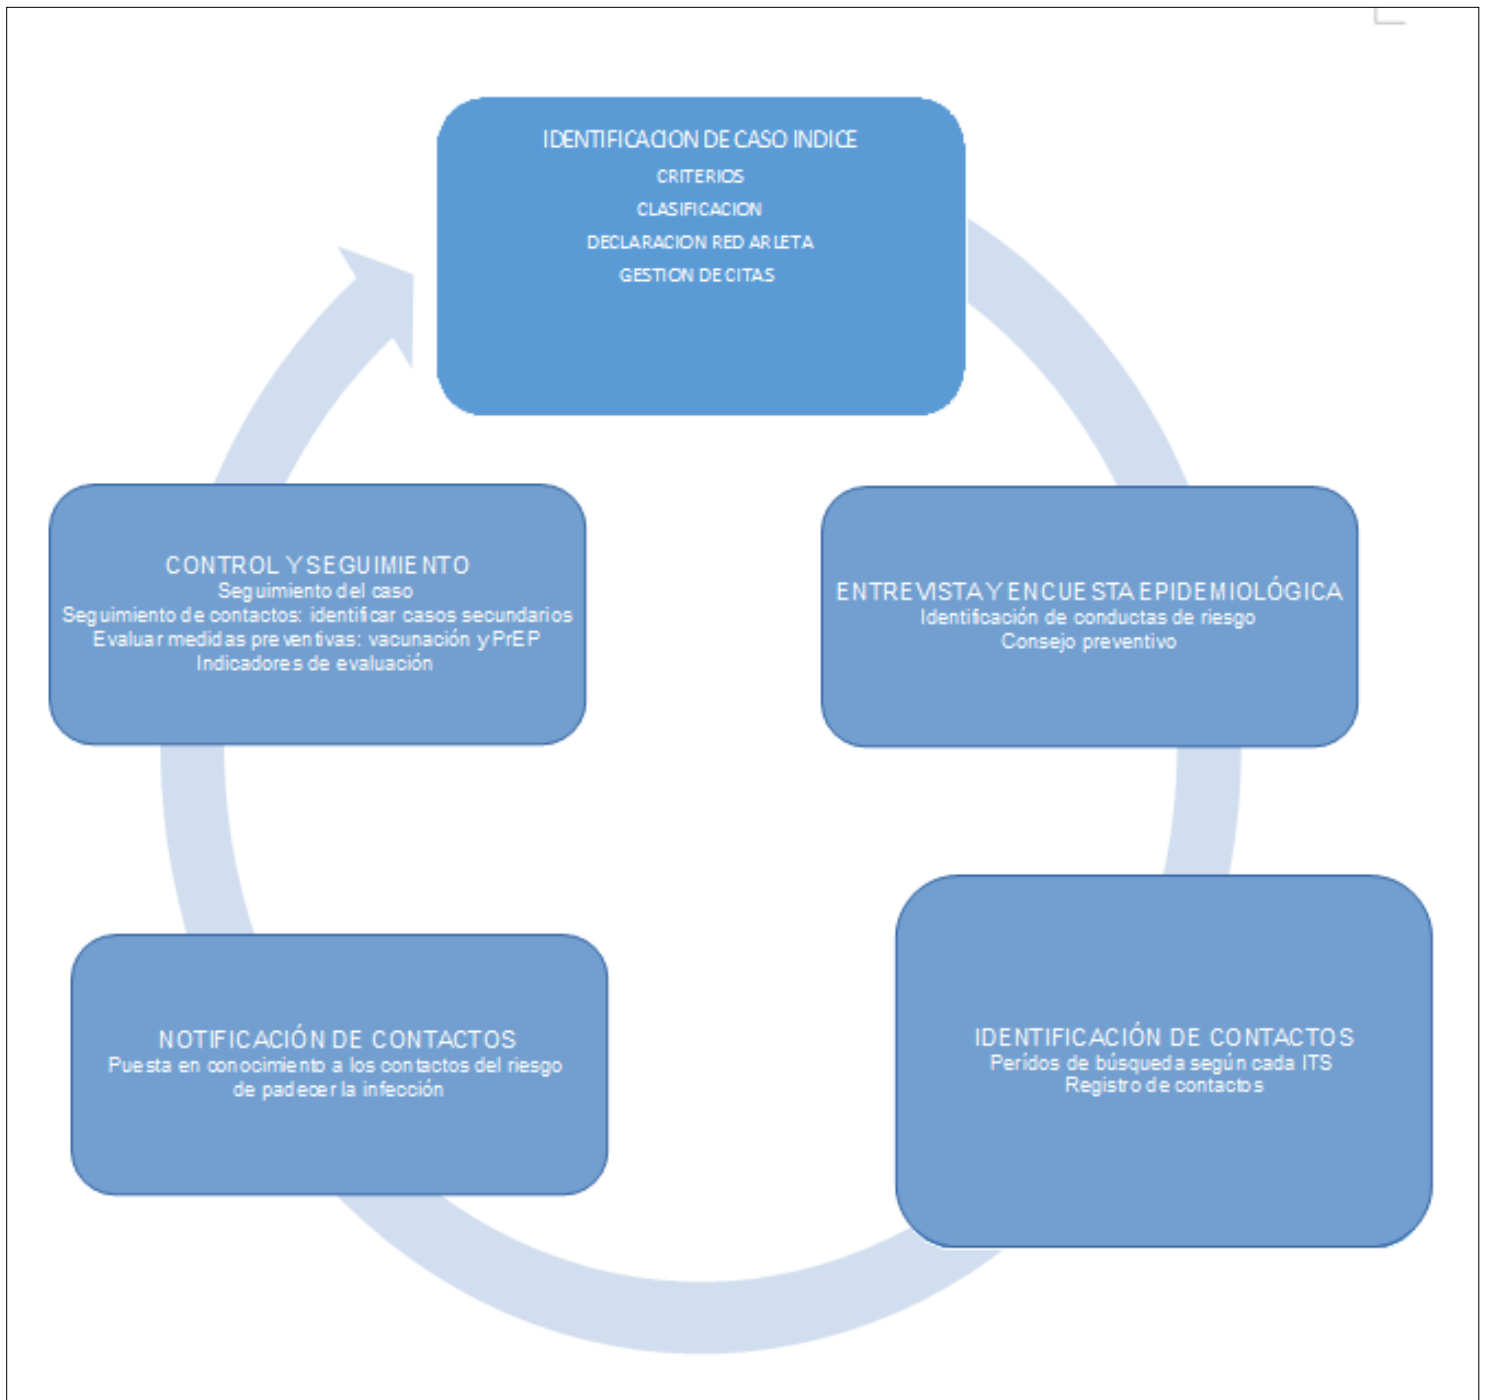 IDENTIFICACION DE CASO INDICE
CRITERIOS
CLASIFICACION
DECLARACION RED ARLETA
GESTION DE CITAS
ENTREVISTA Y ENCUESTA EPIDEMIOLÓGICA
Identificación de conductas de riesgo
Consejo preventivo
IDENTIFICACIÓN DE CONTACTOS
Perídos de búsqueda según cada ITS
Registro de contactos
NOTIFICACIÓN DE CONTACTOS
Puesta en conocimiento a los contactos del riesgo
de padecer la infección
CONTROL Y SEGUIMIENTO
Seguimiento del caso
Seguimiento de contactos: identificar casos secundarios
Evaluar medidas preventivas: vacunación y PrEP
Indicadores de evaluación